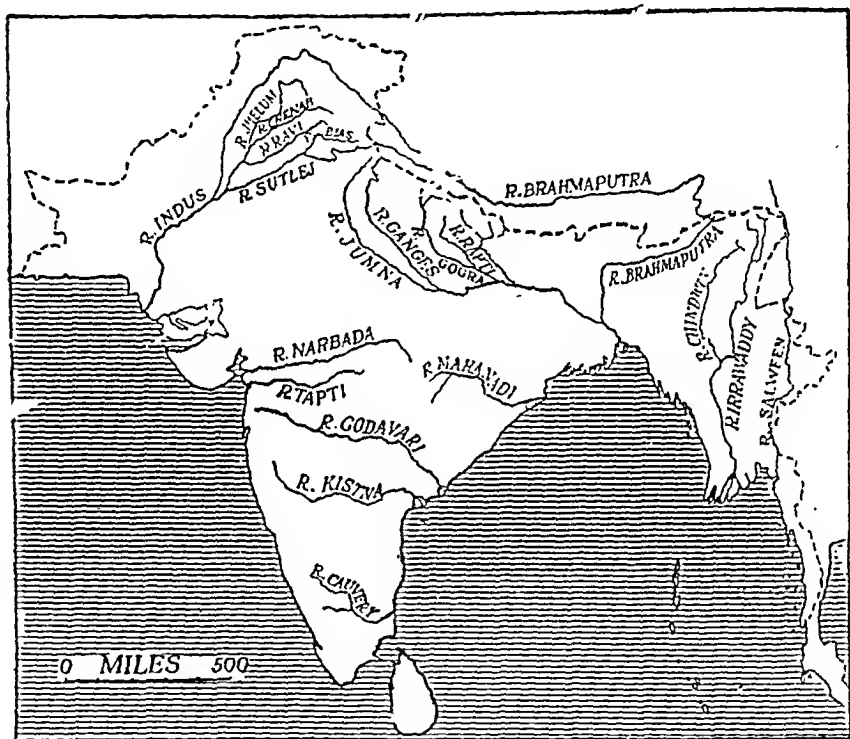 R. JHELUM
R. CHENAB
R. RAVI
BIAS
R. SUTLEJ
R. INDUS
R. BRAHMAPUTRA
R. JUMNA
R. GANGES
R. GOGRA
R. RAPTI
R. BRAHMAPUTRA
R. CHINDWIN
R. IRRAWADDY
R. SALWEEN
R. NARBADA
R. TAPTI
R. MAHANADI
R. GODAVARI
R. KISTNA
R. CAUVERY
0 MILES 500